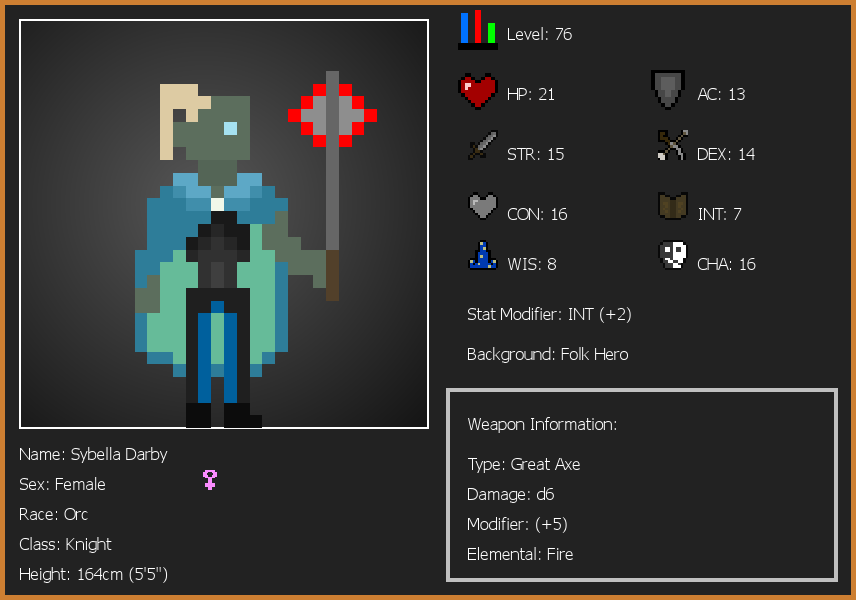 Level: 76
HP: 21
AC: 13
STR: 15
DEX: 14
CON: 16
INT: 7
WIS: 8
CHA: 16
Stat Modifier: INT (+2)
Background: Folk Hero
Weapon Information:
Type: Great Axe
Damage: d6
Modifier: (+5)
Elemental: Fire
Name: Sybella Darby
Sex: Female
Race: Orc
Class: Knight
Height: 164cm (5'5")